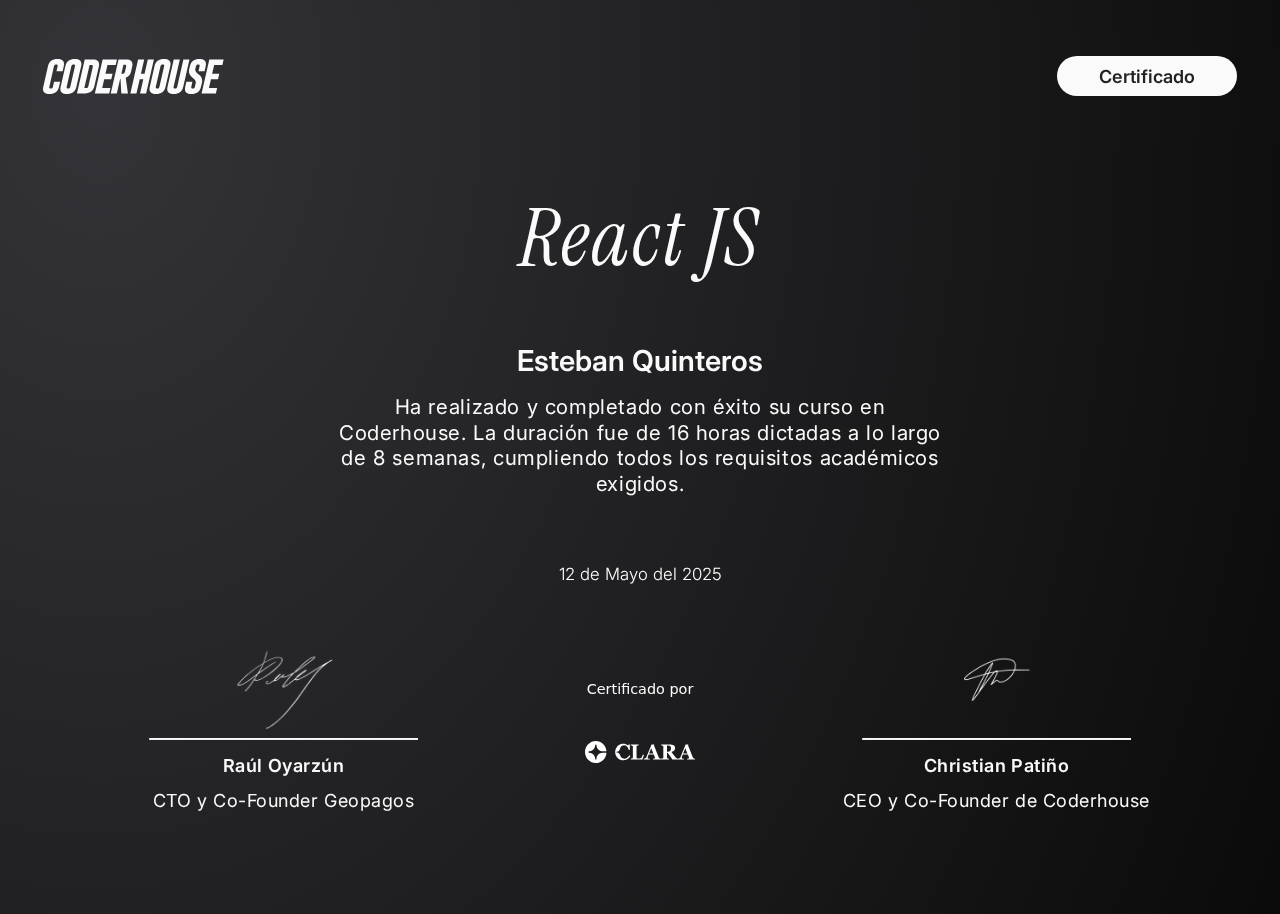 CODERHOUSE
Certificado
React JS
Esteban Quinteros
Ha realizado y completado con éxito su curso en
Coderhouse. La duración fue de 16 horas dictadas a lo largo
de 8 semanas, cumpliendo todos los requisitos académicos
exigidos.
12 de Mayo del 2025
Certificado por
CLARA
Raúl Oyarzún
CTO y Co-Founder Geopagos
Christian Patiño
CEO y Co-Founder de Coderhouse